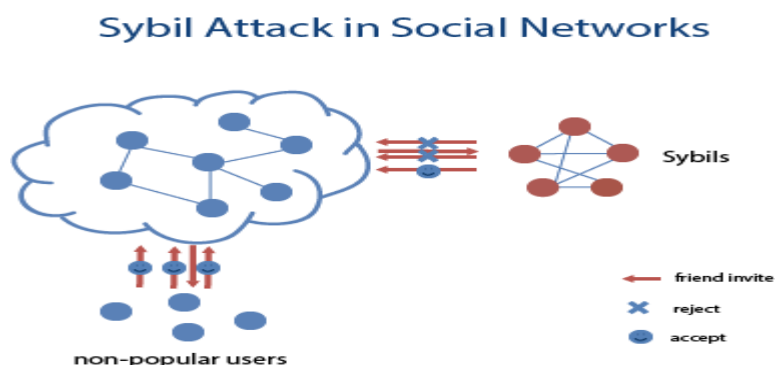 Sybil Attack in Social Networks
Sybils
friend invite
reject
accept
non-popular users